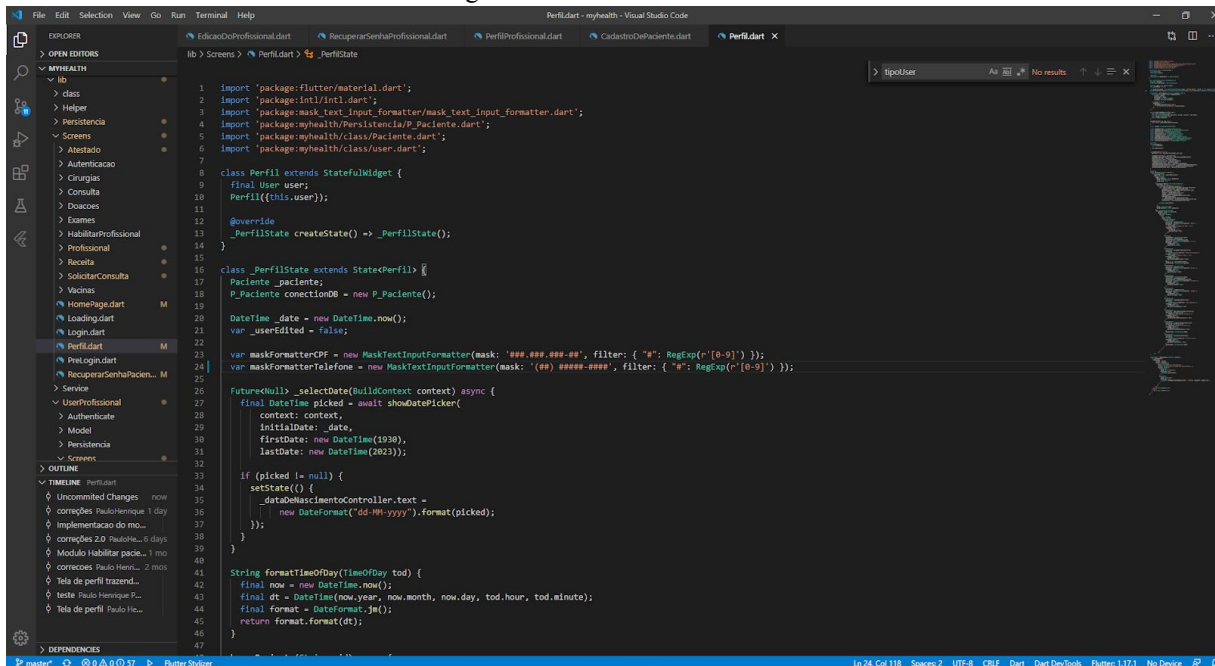 File Edit Selection View Go Run Terminal Help
Perfil.dart - myhealth - Visual Studio Code
EXPLORER
EdicaoDoProfissional.dart RecuperarSenhaProfissional.dart PerfilProfissional.dart CadastroDePaciente.dart Perfil.dart
OPEN EDITORS
lib > Screens > Perfil.dart > _PerfilState
MYHEALTH
tipoUser
Aa Abl .* No results
lib
class
Helper
Persistencia
Screens
Atestado
Autenticacao
Cirurgias
Consulta
Doacoes
Exames
HabilitarProfissional
Profissional
Receita
SolicitarConsulta
Vacinas
HomePage.dart M
Loading.dart
Login.dart
Perfil.dart M
PreLogin.dart
RecuperarSenhaPacien... M
Service
UserProfissional
Authenticate
Model
Persistencia
Screens
OUTLINE
TIMELINE Perfil.dart
Uncommited Changes now
correções PauloHenrique 1 day
Implementacao do mo...
correções 2.0 PauloHe... 6 days
Modulo Habilitar pacie... 1 mo
correcoes Paulo Henri... 2 mos
Tela de perfil trazend...
teste Paulo Henrique P...
Tela de perfil Paulo He...
DEPENDENCIES
1 import 'package:flutter/material.dart';
2 import 'package:intl/intl.dart';
3 import 'package:mask_text_input_formatter/mask_text_input_formatter.dart';
4 import 'package:myhealth/Persistencia/P_Paciente.dart';
5 import 'package:myhealth/class/Paciente.dart';
6 import 'package:myhealth/class/user.dart';
7
8 class Perfil extends StatefulWidget {
9 final User user;
10 Perfil({this.user});
11
12 @override
13 _PerfilState createState() => _PerfilState();
14 }
15
16 class _PerfilState extends State<Perfil> {
17 Paciente _paciente;
18 P_Paciente conectionDB = new P_Paciente();
19
20 DateTime _date = new DateTime.now();
21 var _userEdited = false;
22
23 var maskFormatterCPF = new MaskTextInputFormatter(mask: '###.###.###-##', filter: { "#": RegExp(r'[0-9]') });
24 var maskFormatterTelefone = new MaskTextInputFormatter(mask: '(##) #####-####', filter: { "#": RegExp(r'[0-9]') });
25
26 Future<Null> _selectDate(BuildContext context) async {
27 final DateTime picked = await showDatePicker(
28 context: context,
29 initialDate: _date,
30 firstDate: new DateTime(1930),
31 lastDate: new DateTime(2023));
32
33 if (picked != null) {
34 setState(() {
35 _dataDeNascimentoController.text =
36 new DateFormat("dd-MM-yyyy").format(picked);
37 });
38 }
39 }
40
41 String formatTimeOfDay(TimeOfDay tod) {
42 final now = new DateTime.now();
43 final dt = DateTime(now.year, now.month, now.day, tod.hour, tod.minute);
44 final format = DateFormat.jm();
45 return format.format(dt);
46 }
47
master* 0 0 57 Flutter Stylizer
Ln 24, Col 118 Spaces: 2 UTF-8 CRLF Dart Dart DevTools Flutter: 1.17.1 No Device